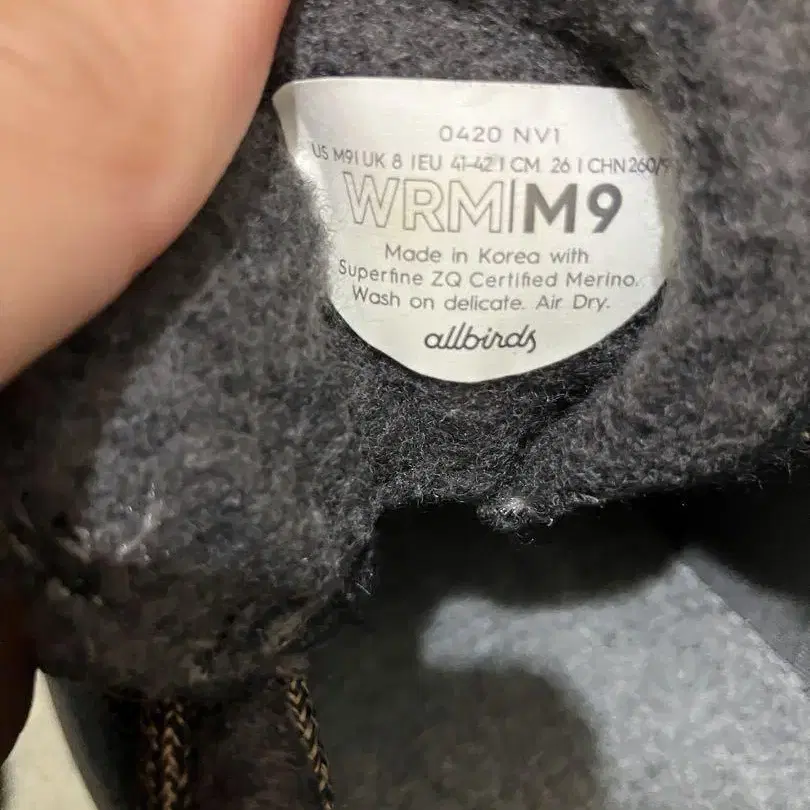 0420 NV1
US M9 | UK 8 | EU 41-42 | CM 26 | CHN 260/
WRM|M9
Made in Korea with
Superfine ZQ Certified Merino.
Wash on delicate. Air Dry.
allbirds